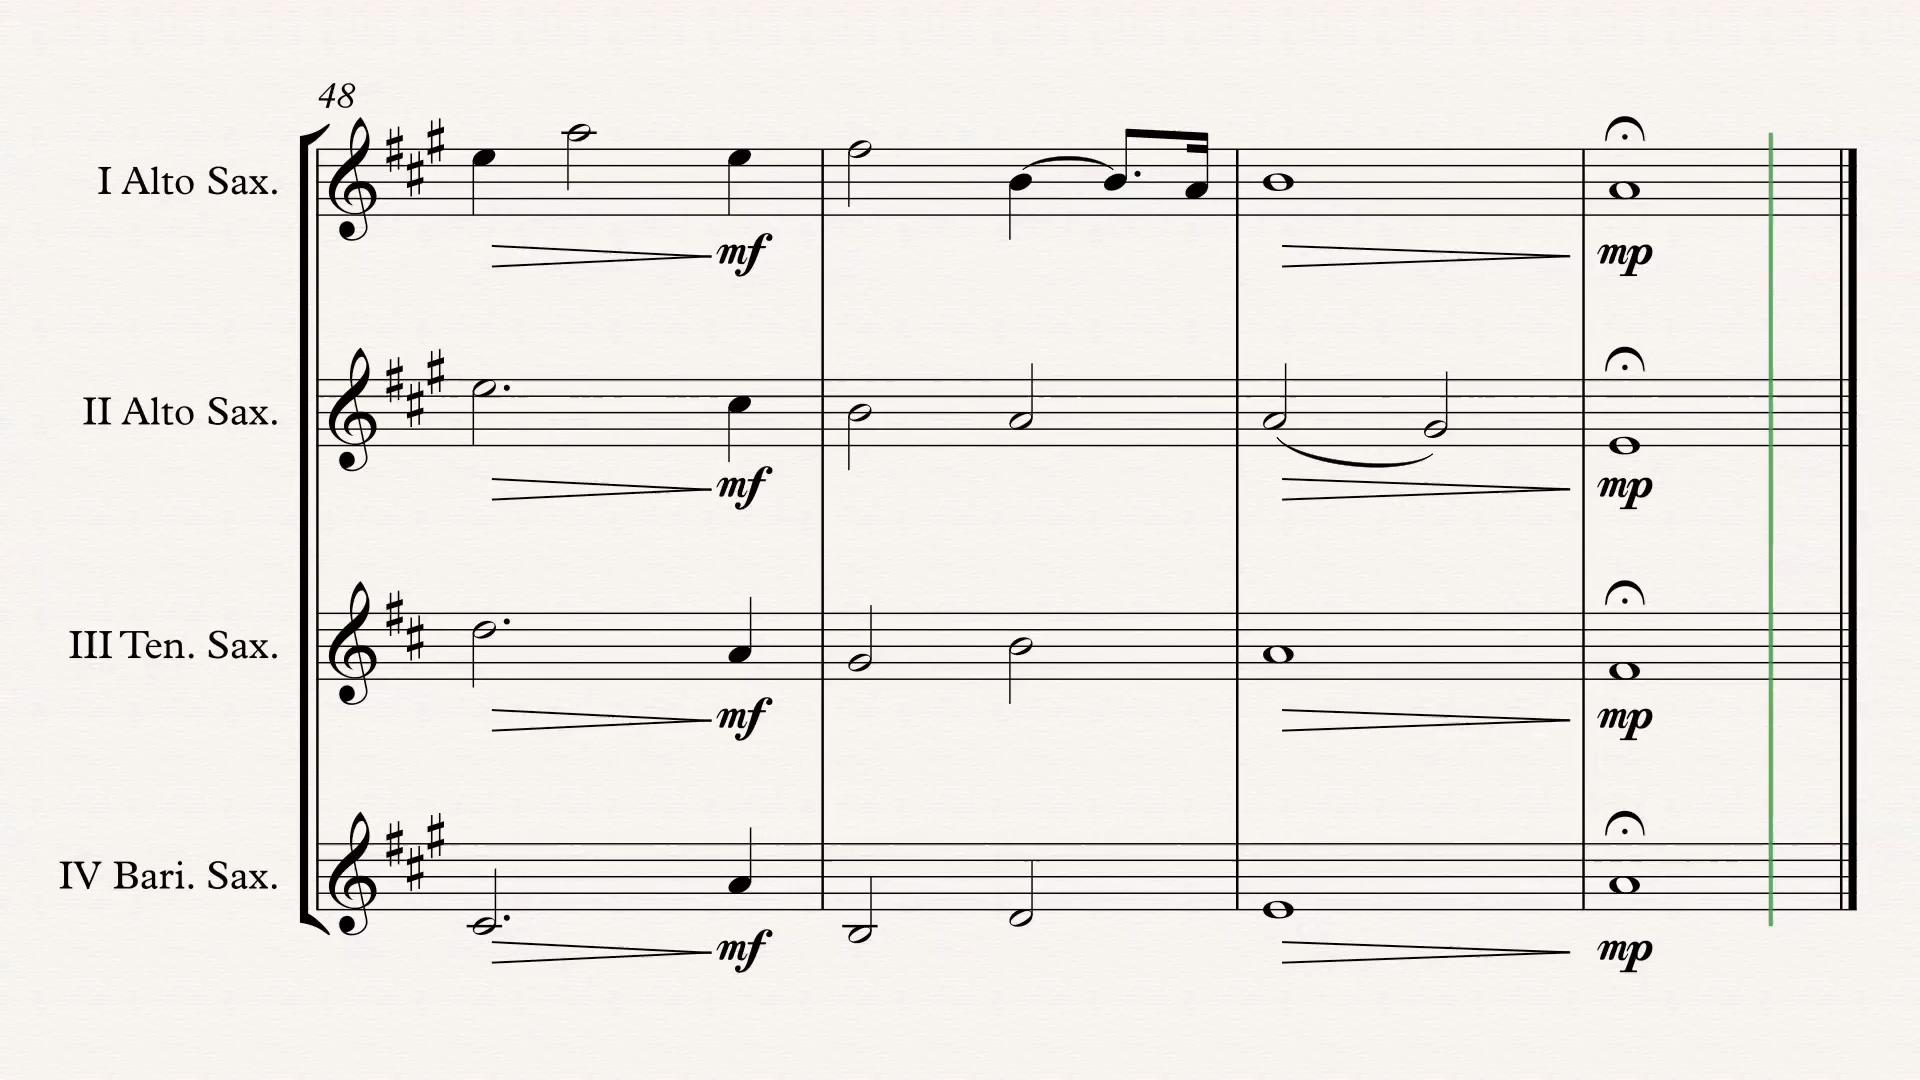 48
I Alto Sax.
mf
mp
II Alto Sax.
mf
mp
III Ten. Sax.
mf
mp
IV Bari. Sax.
mf
mp